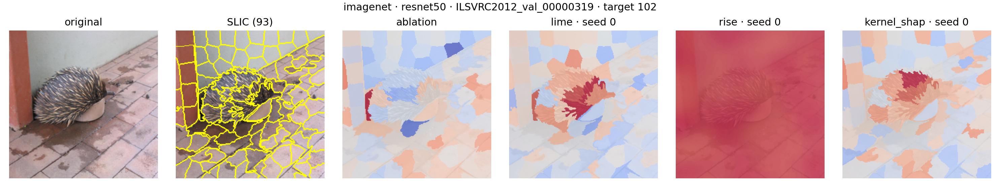 imagenet · resnet50 · ILSVRC2012_val_00000319 · target 102
original
SLIC (93)
ablation
lime · seed 0
rise · seed 0
kernel_shap · seed 0